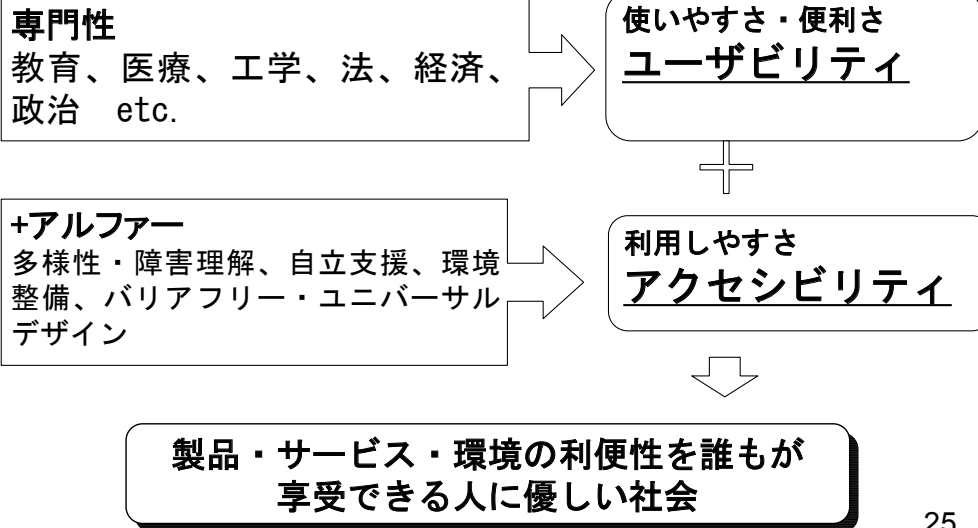 専門性
教育、医療、工学、法、経済、
政治　etc.
使いやすさ・便利さ
ユーザビリティ
+アルファー
多様性・障害理解、自立支援、環境
整備、バリアフリー・ユニバーサル
デザイン
利用しやすさ
アクセシビリティ
製品・サービス・環境の利便性を誰もが
享受できる人に優しい社会
25